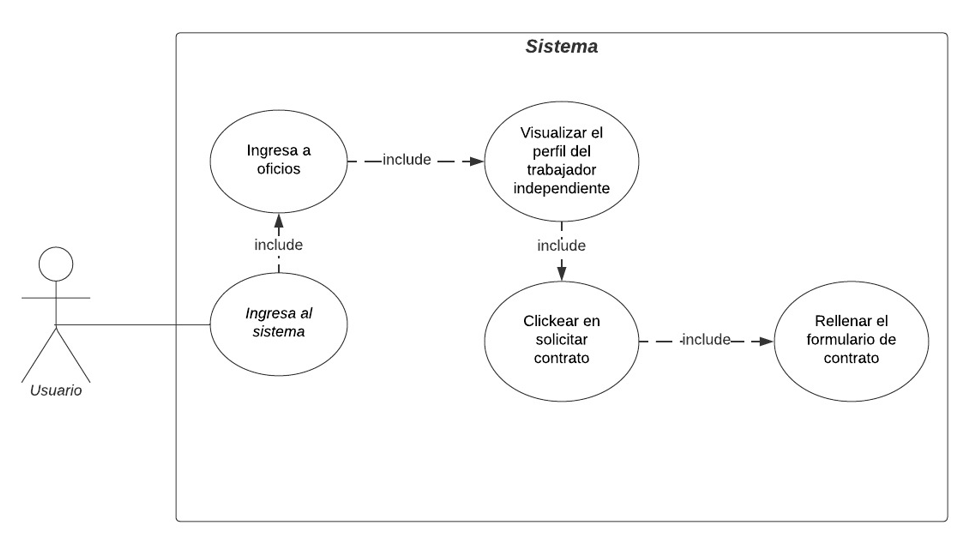 Sistema
Ingresa a
oficios
include
Visualizar el
perfil del
trabajador
independiente
include
include
Ingresa al
sistema
Clickear en
solicitar
contrato
include
Rellenar el
formulario de
contrato
Usuario